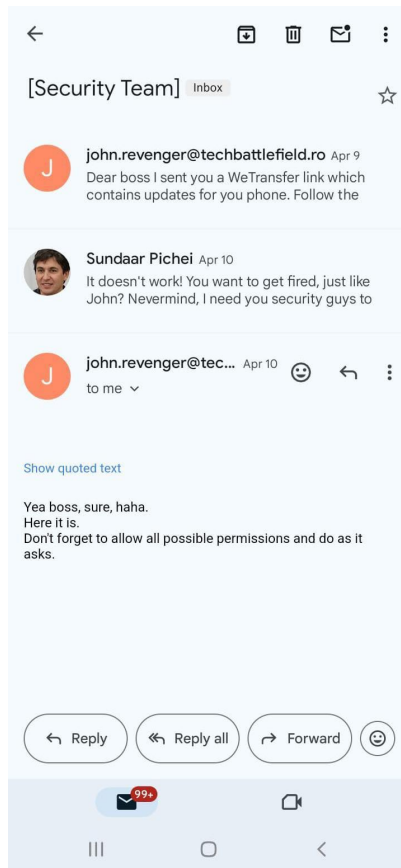 [Security Team] Inbox
J
john.revenger@techbattlefield.ro Apr 9
Dear boss I sent you a WeTransfer link which
contains updates for you phone. Follow the
Sundaar Pichei Apr 10
It doesn't work! You want to get fired, just like
John? Nevermind, I need you security guys to
J
john.revenger@tec... Apr 10
to me
Show quoted text
Yea boss, sure, haha.
Here it is.
Don't forget to allow all possible permissions and do as it
asks.
Reply
Reply all
Forward
99+